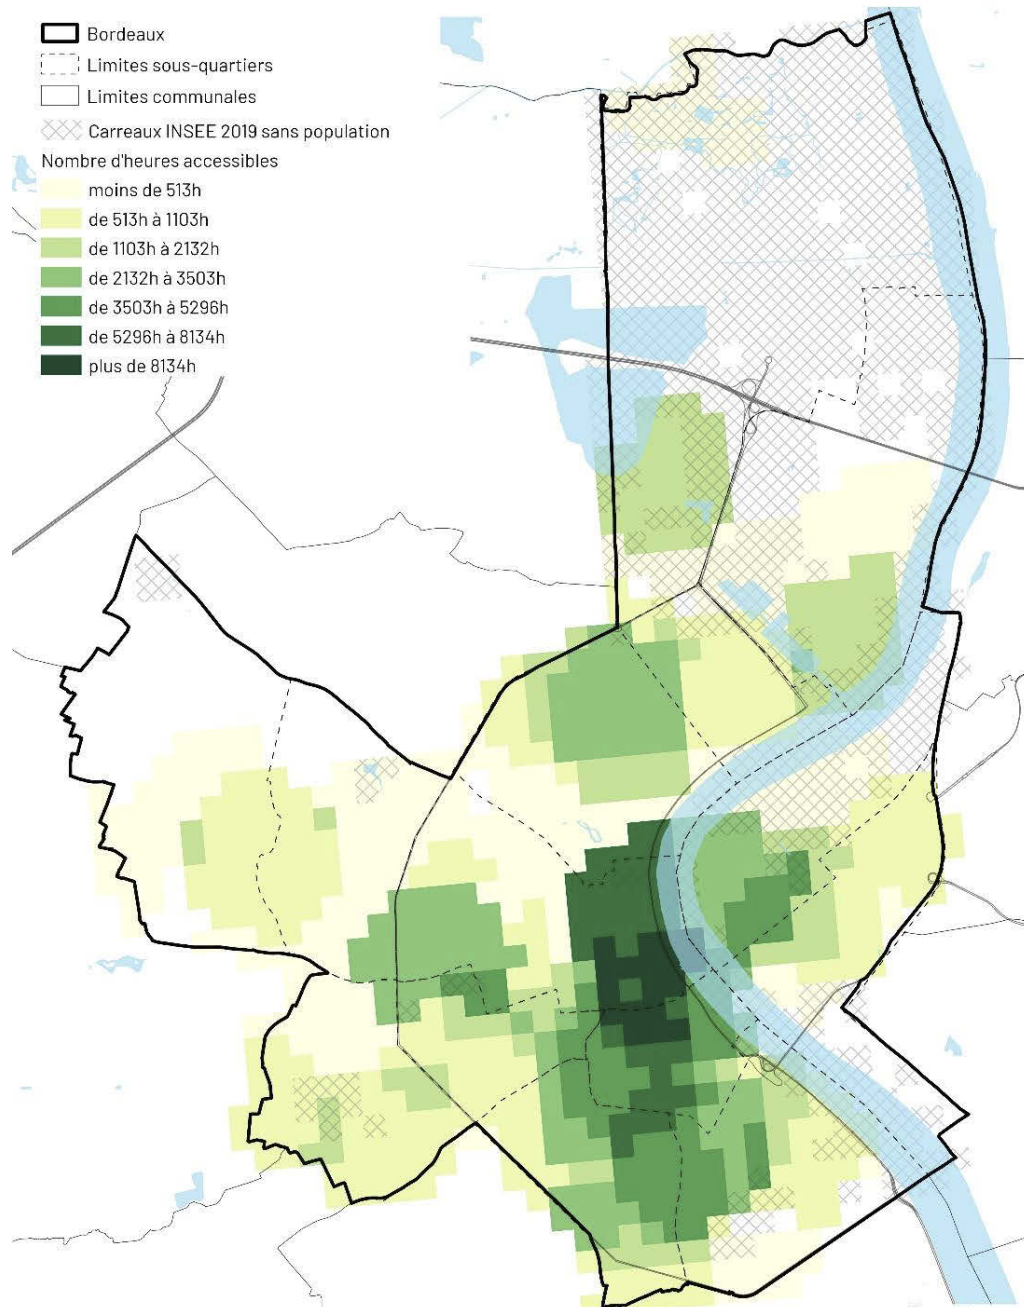 Bordeaux
Limites sous-quartiers
Limites communales
Carreaux INSEE 2019 sans population
Nombre d'heures accessibles
moins de 513h
de 513h à 1103h
de 1103h à 2132h
de 2132h à 3503h
de 3503h à 5296h
de 5296h à 8134h
plus de 8134h